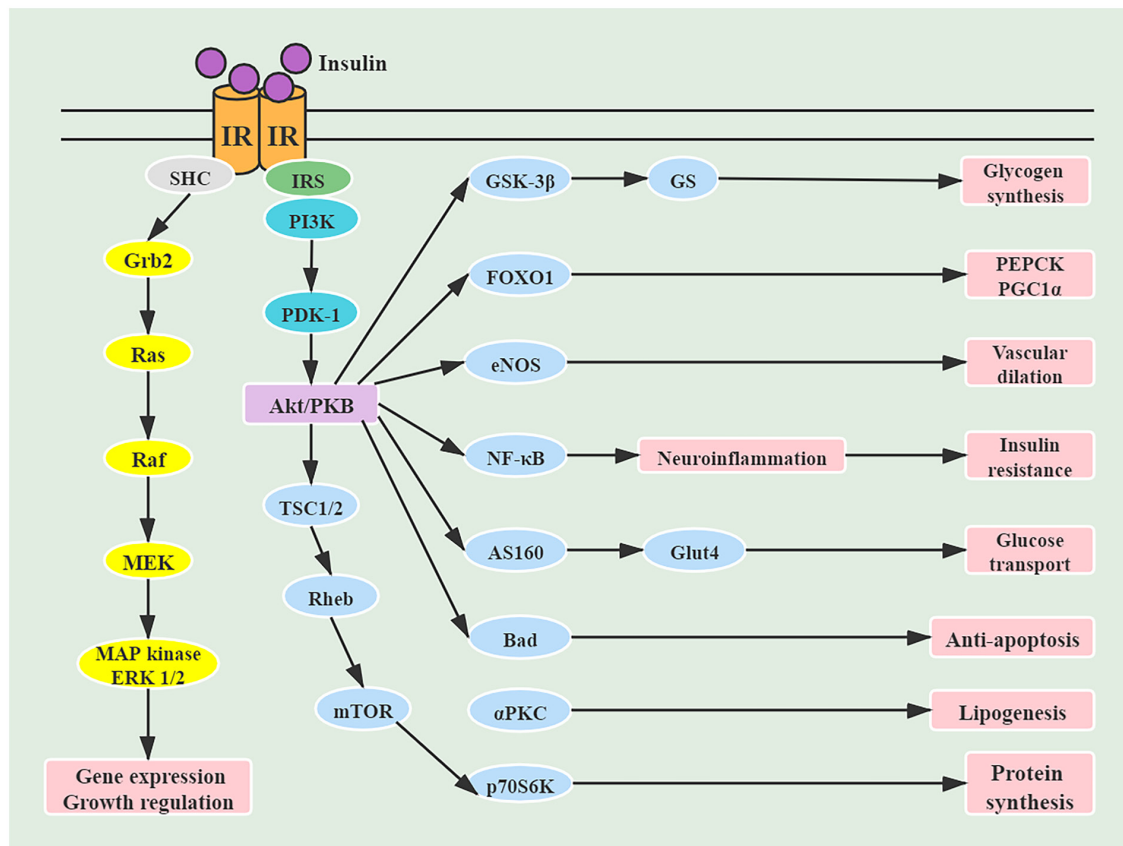 Insulin
IR
IR
SHC
IRS
PI3K
PDK-1
Akt/PKB
Grb2
Ras
Raf
MEK
MAP kinase
ERK 1/2
Gene expression
Growth regulation
TSC1/2
Rheb
mTOR
GSK-3β
GS
Glycogen
synthesis
FOXO1
PEPCK
PGC1α
eNOS
Vascular
dilation
NF-κB
Neuroinflammation
Insulin
resistance
AS160
Glut4
Glucose
transport
Bad
Anti-apoptosis
αPKC
Lipogenesis
p70S6K
Protein
synthesis